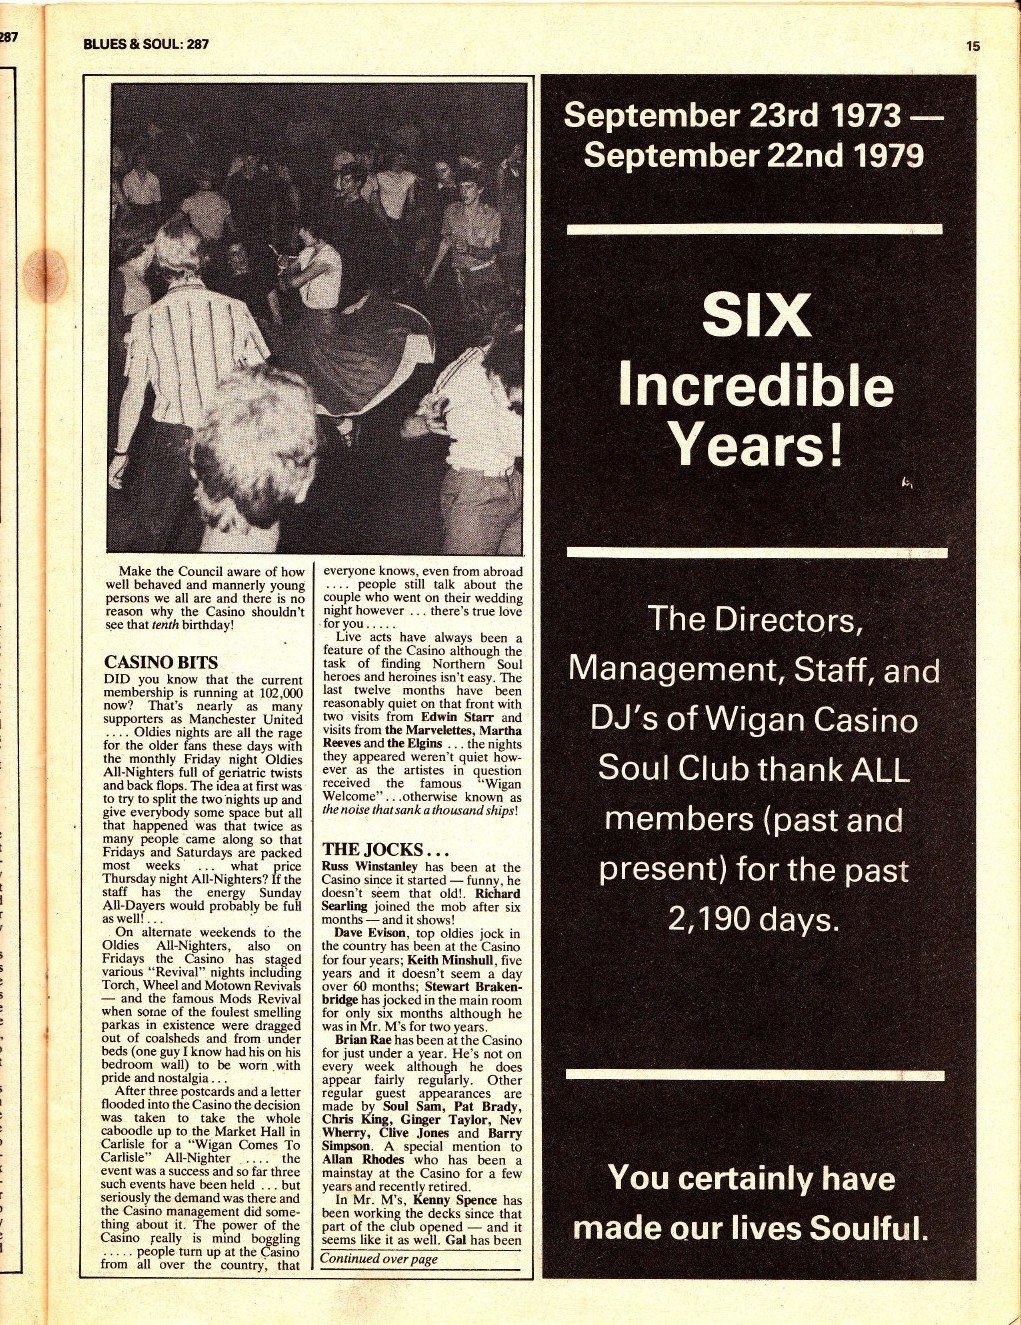 287
BLUES & SOUL: 287
15
Make the Council aware of how
well behaved and mannerly young
persons we all are and there is no
reason why the Casino shouldn't
see that tenth birthday!
CASINO BITS
DID you know that the current
membership is running at 102,000
now? That's nearly as many
supporters as Manchester United
.... Oldies nights are all the rage
for the older fans these days with
the monthly Friday night Oldies
All-Nighters full of geriatric twists
and back flops. The idea at first was
to try to split the two nights up and
give everybody some space but all
that happened was that twice as
many people came along so that
Fridays and Saturdays are packed
most weeks ... what price
Thursday night All-Nighters? If the
staff has the energy Sunday
All-Dayers would probably be full
as well! ...
On alternate weekends to the
Oldies All-Nighters, also on
Fridays the Casino has staged
various "Revival" nights including
Torch, Wheel and Motown Revivals
— and the famous Mods Revival
when some of the foulest smelling
parkas in existence were dragged
out of coalsheds and from under
beds (one guy I know had his on his
bedroom wall) to be worn with
pride and nostalgia ...
After three postcards and a letter
flooded into the Casino the decision
was taken to take the whole
caboodle up to the Market Hall in
Carlisle for a "Wigan Comes To
Carlisle" All-Nighter .... the
event was a success and so far three
such events have been held ... but
seriously the demand was there and
the Casino management did some-
thing about it. The power of the
Casino really is mind boggling
..... people turn up at the Casino
from all over the country, that
everyone knows, even from abroad
.... people still talk about the
couple who went on their wedding
night however ... there's true love
for you .....
Live acts have always been a
feature of the Casino although the
task of finding Northern Soul
heroes and heroines isn't easy. The
last twelve months have been
reasonably quiet on that front with
two visits from Edwin Starr and
visits from the Marvelettes, Martha
Reeves and the Elgins ... the nights
they appeared weren't quiet how-
ever as the artistes in question
received the famous "Wigan
Welcome" ...otherwise known as
the noise that sank a thousand ships!
THE JOCKS ...
Russ Winstanley has been at the
Casino since it started — funny, he
doesn't seem that old!. Richard
Searling joined the mob after six
months — and it shows!
Dave Evison, top oldies jock in
the country has been at the Casino
for four years; Keith Minshull, five
years and it doesn't seem a day
over 60 months; Stewart Braken-
bridge has jocked in the main room
for only six months although he
was in Mr. M's for two years.
Brian Rae has been at the Casino
for just under a year. He's not on
every week although he does
appear fairly regularly. Other
regular guest appearances are
made by Soul Sam, Pat Brady,
Chris King, Ginger Taylor, Nev
Wherry, Clive Jones and Barry
Simpson. A special mention to
Allan Rhodes who has been a
mainstay at the Casino for a few
years and recently retired.
In Mr. M's, Kenny Spence has
been working the decks since that
part of the club opened — and it
seems like it as well. Gal has been
Continued over page
September 23rd 1973 —
September 22nd 1979
SIX
Incredible
Years!
The Directors,
Management, Staff, and
DJ's of Wigan Casino
Soul Club thank ALL
members (past and
present) for the past
2,190 days.
You certainly have
made our lives Soulful.